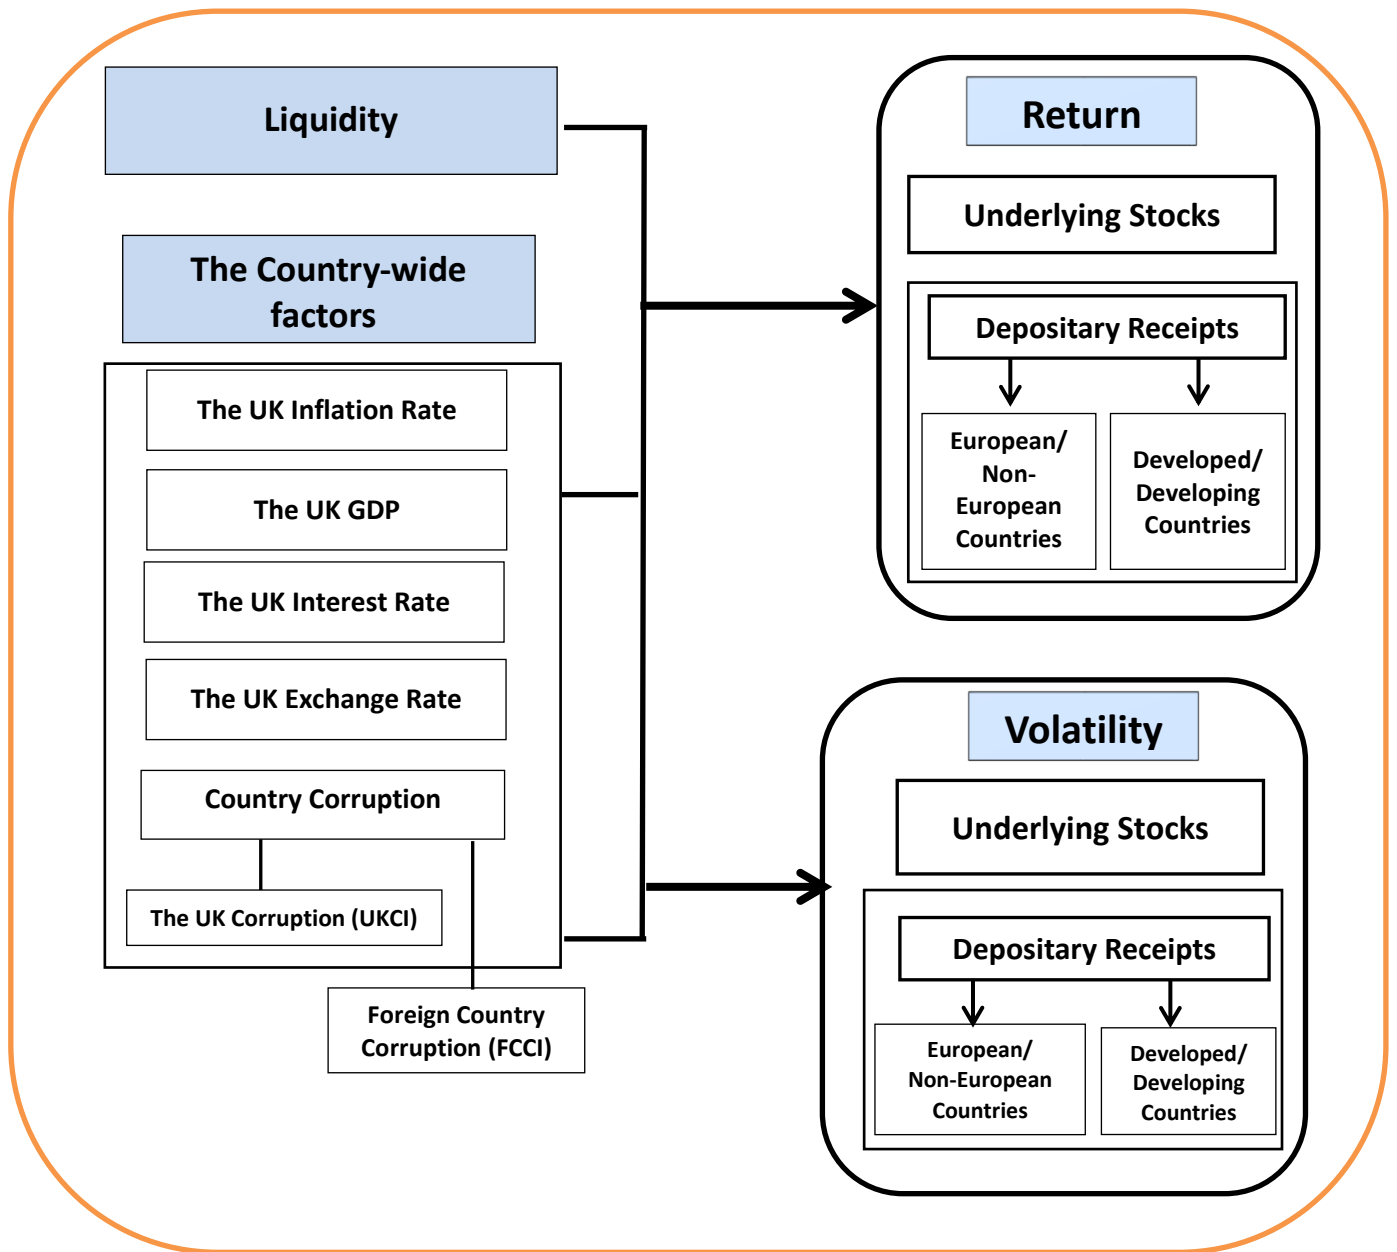 Liquidity
The Country-wide
factors
The UK Inflation Rate
The UK GDP
The UK Interest Rate
The UK Exchange Rate
Country Corruption
The UK Corruption (UKCI)
Foreign Country
Corruption (FCCI)
Return
Underlying Stocks
Depositary Receipts
European/
Non-
European
Countries
Developed/
Developing
Countries
Volatility
Underlying Stocks
Depositary Receipts
European/
Non-European
Countries
Developed/
Developing
Countries